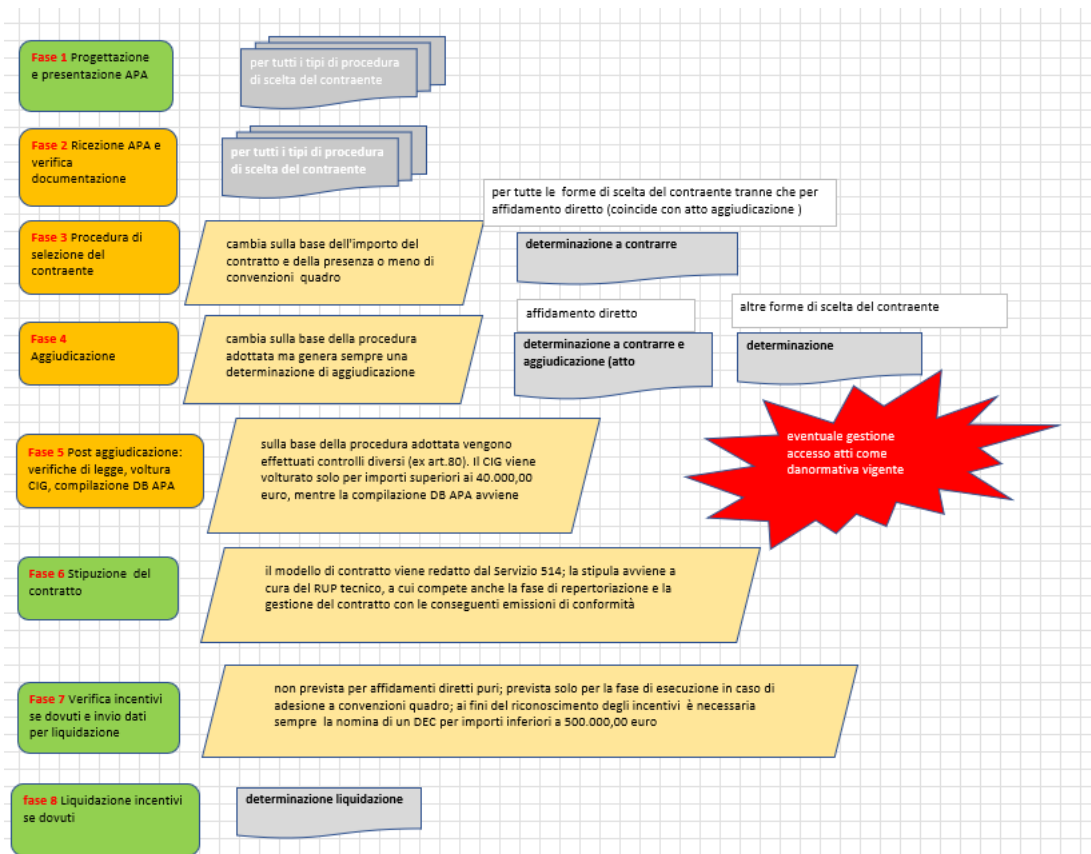 Fase 1 Progettazione
e presentazione APA
per tutti i tipi di procedura
di scelta del contraente
Fase 2 Ricezione APA e
verifica
documentazione
per tutti i tipi di procedura
di scelta del contraente
per tutte le forme di scelta del contraente tranne che per
affidamento diretto (coincide con atto aggiudicazione )
Fase 3 Procedura di
selezione del
contraente
cambia sulla base dell'importo del
contratto e della presenza o meno di
convenzioni quadro
determinazione a contrarre
affidamento diretto
altre forme di scelta del contraente
Fase 4
Aggiudicazione
cambia sulla base della procedura
adottata ma genera sempre una
determinazione di aggiudicazione
determinazione a contrarre e
aggiudicazione (atto
determinazione
Fase 5 Post aggiudicazione:
verifiche di legge, voltura
CIG, compilazione DB APA
sulla base della procedura adottata vengono
effettuati controlli diversi (ex art.80). Il CIG viene
volturato solo per importi superiori ai 40.000,00
euro, mentre la compilazione DB APA avviene
eventuale gestione
accesso atti come
danormativa vigente
Fase 6 Stipuzione del
contratto
il modello di contratto viene redatto dal Servizio 514; la stipula avviene a
cura del RUP tecnico, a cui compete anche la fase di repertoriazione e la
gestione del contratto con le conseguenti emissioni di conformità
Fase 7 Verifica incentivi
se dovuti e invio dati
per liquidazione
non prevista per affidamenti diretti puri; prevista solo per la fase di esecuzione in caso di
adesione a convenzioni quadro; ai fini del riconoscimento degli incentivi è necessaria
sempre la nomina di un DEC per importi inferiori a 500.000,00 euro
fase 8 Liquidazione incentivi
se dovuti
determinazione liquidazione